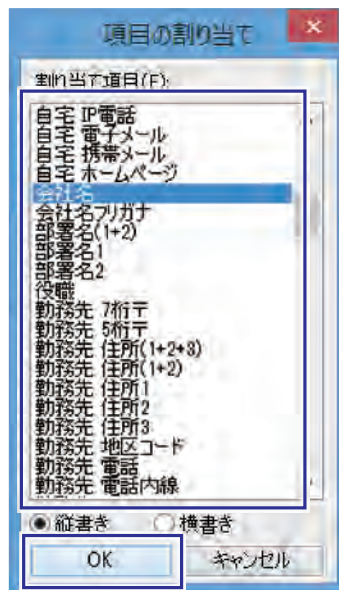 項目の割り当て
割り当て項目(F):
自宅 IP電話
自宅 電子メール
自宅 携帯メール
自宅 ホームページ
会社名
会社名フリガナ
部署名(1+2)
部署名1
部署名2
役職
勤務先 7桁〒
勤務先 5桁〒
勤務先 住所(1+2+3)
勤務先 住所(1+2)
勤務先 住所1
勤務先 住所2
勤務先 住所3
勤務先 地区コード
勤務先 電話
勤務先 電話内線
縦書き 横書き
OK キャンセル